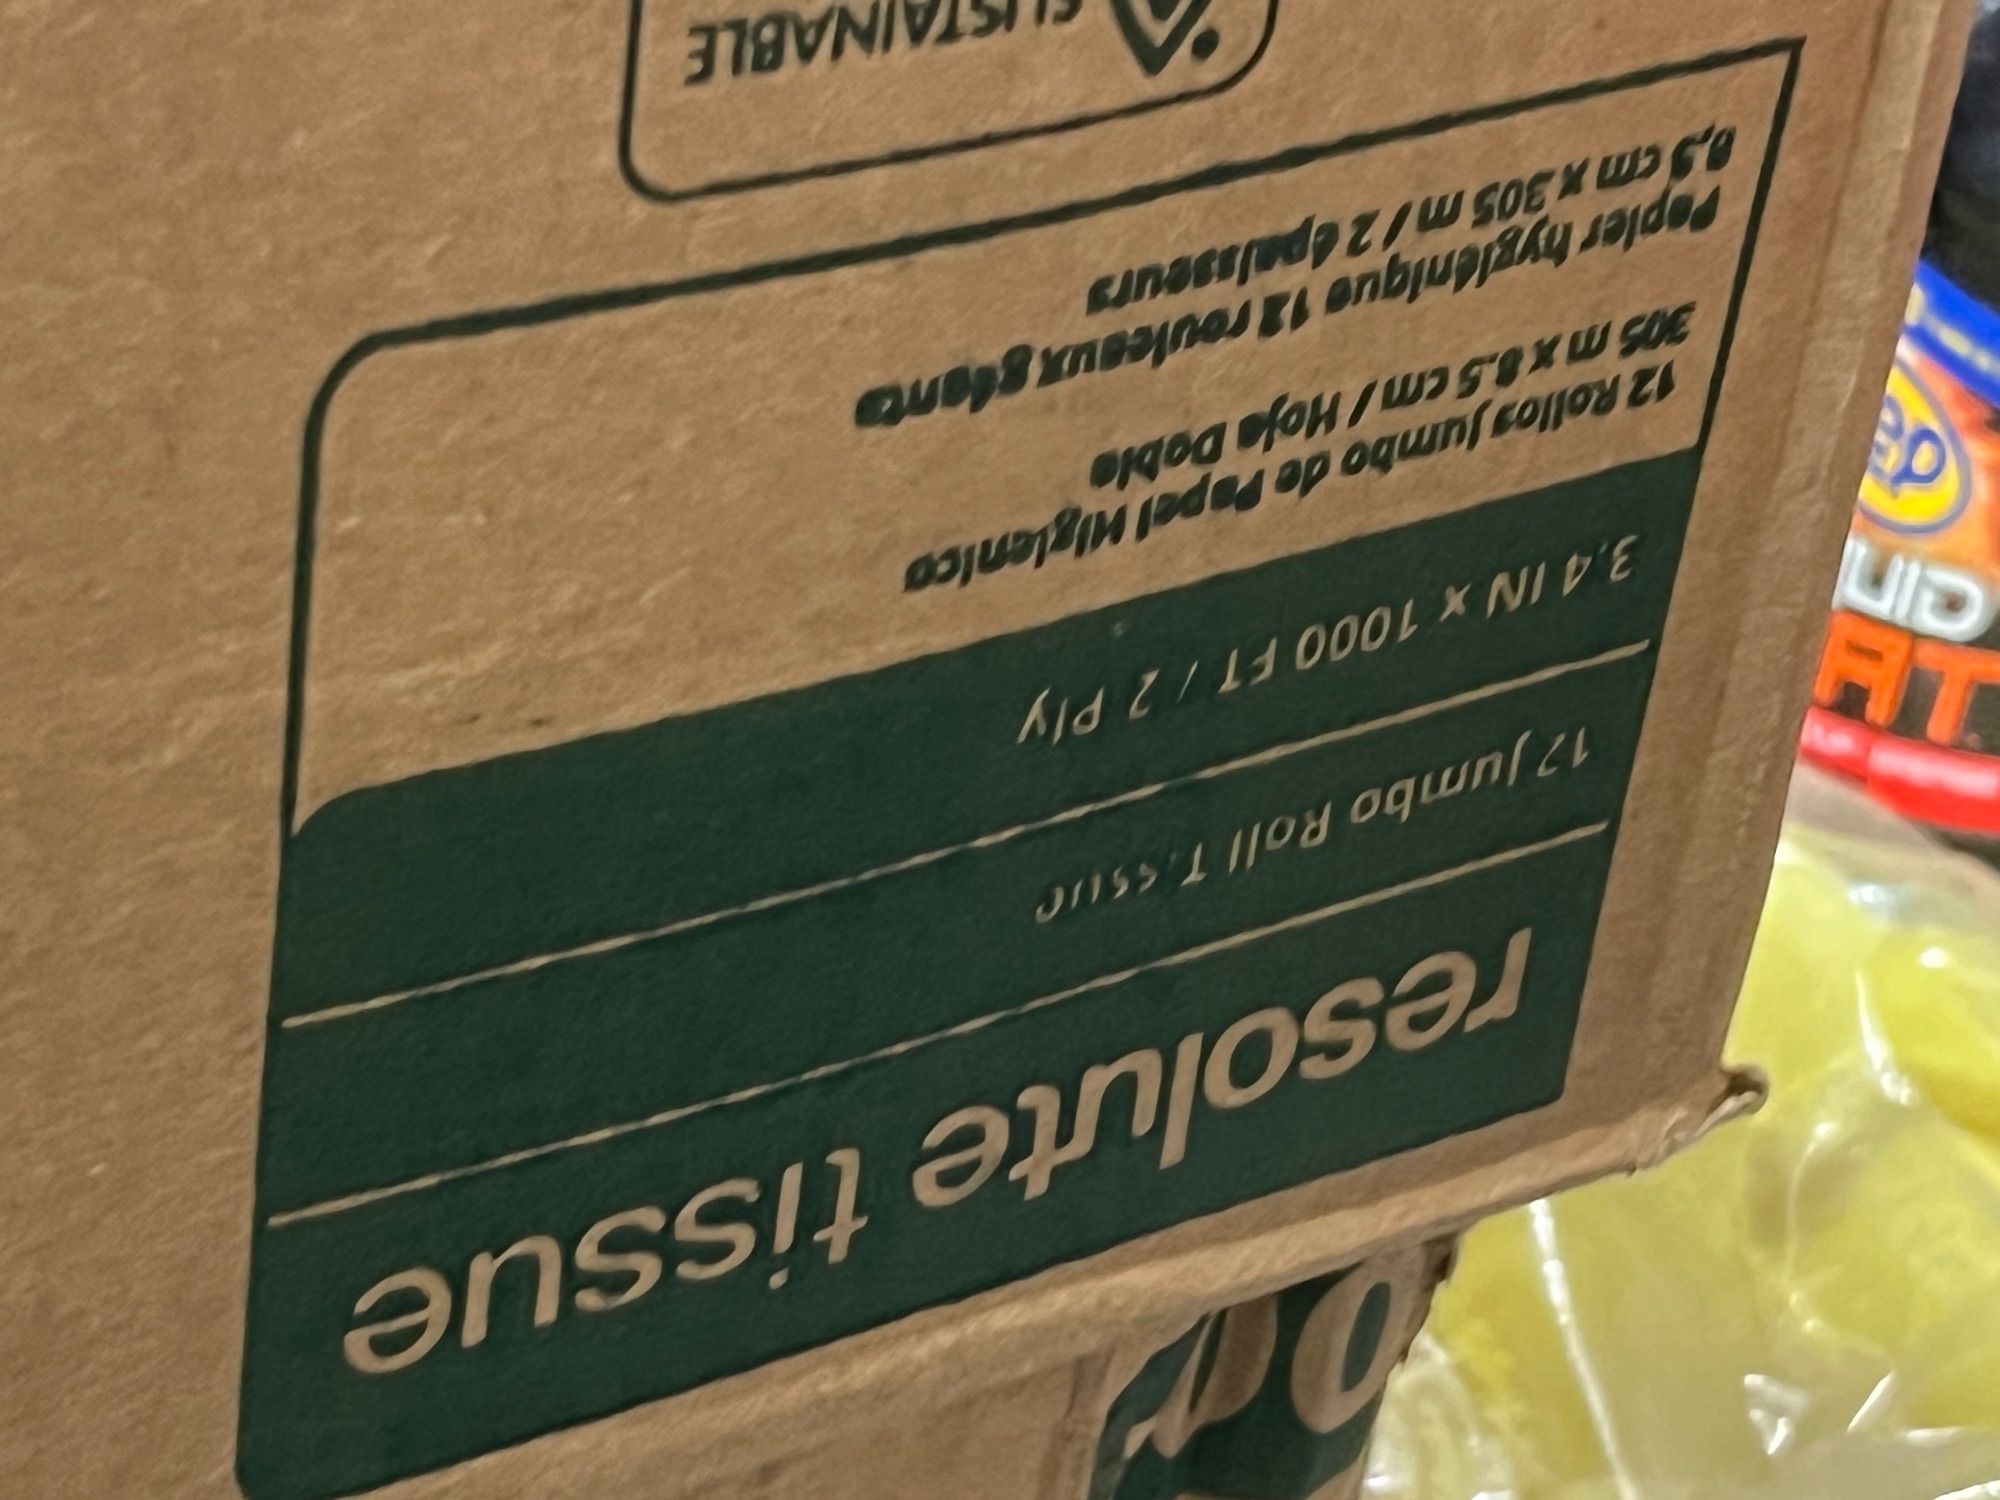 resolute tissue
12 Jumbo Roll Tissue
3.4 IN x 1000 FT / 2 Ply
12 Rollos Jumbo de Papel Higienico
305 m x 8.5 cm / Hoja Doble
Papier hygiénique 12 rouleaux géants
8,5 cm x 305 m / 2 épaisseurs
SUSTAINABLE